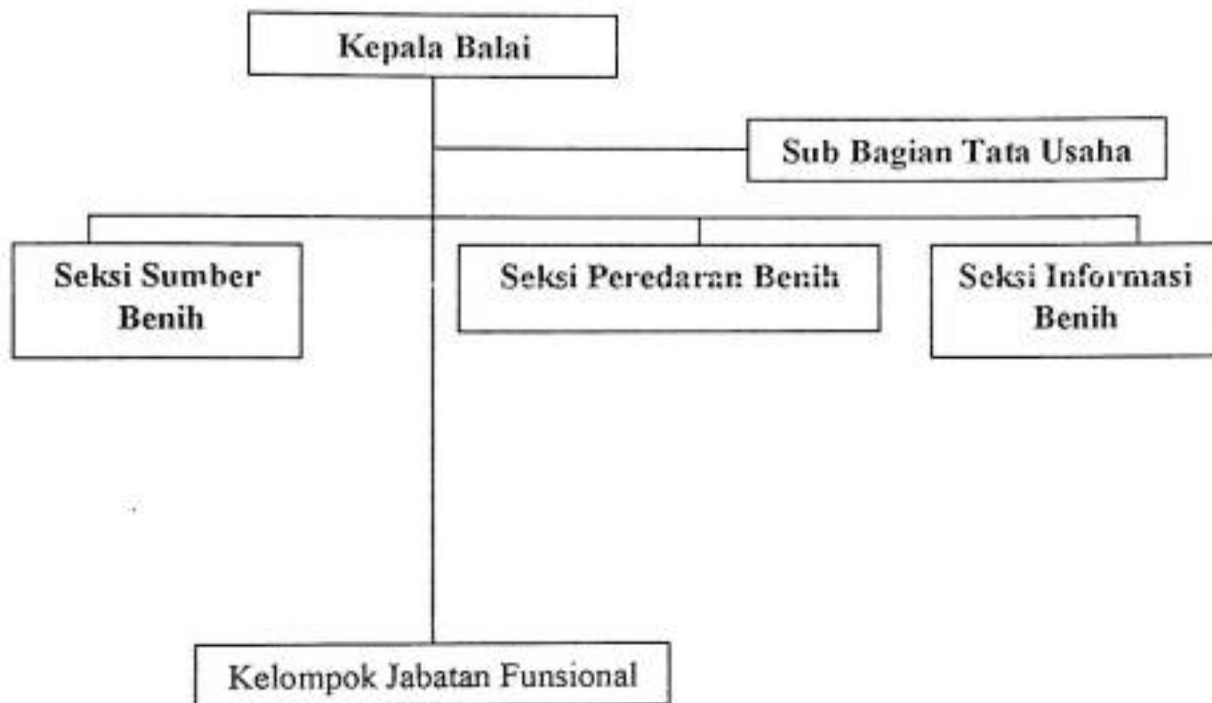 Kepala Balai
Sub Bagian Tata Usaha
Seksi Sumber
Benih
Seksi Peredaran Benih
Seksi Informasi
Benih
Kelompok Jabatan Funsional